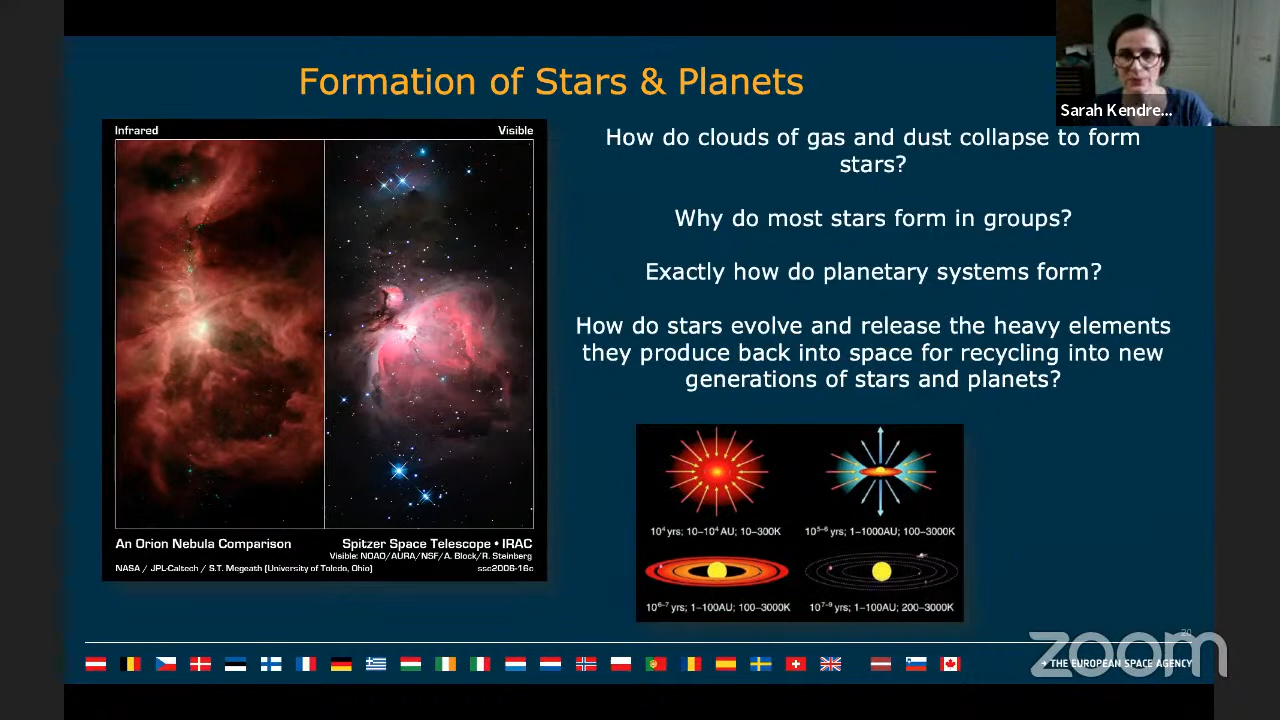 Formation of Stars & Planets
Sarah Kendre...
Infrared
Visible
An Orion Nebula Comparison
Spitzer Space Telescope • IRAC
Visible: NOAO/AURA/NSF/A. Block/R. Steinberg
NASA / JPL-Caltech / S.T. Megeath (University of Toledo, Ohio)
ssc2006-16c
How do clouds of gas and dust collapse to form
stars?
Why do most stars form in groups?
Exactly how do planetary systems form?
How do stars evolve and release the heavy elements
they produce back into space for recycling into new
generations of stars and planets?
10⁴ yrs; 10–10⁴ AU; 10–300K
10⁵⁻⁶ yrs; 1–1000AU; 100–3000K
10⁶⁻⁷ yrs; 1–100AU; 100–3000K
10⁷⁻⁹ yrs; 1–100AU; 200–3000K
zoom
→ THE EUROPEAN SPACE AGENCY